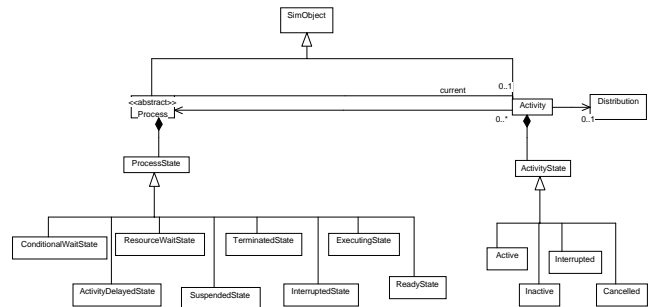 SimObject
current
0..1
<<abstract>>
Process
Activity
Distribution
0..*
0..1
ProcessState
ActivityState
ConditionalWaitState
ResourceWaitState
TerminatedState
ExecutingState
Active
Interrupted
ActivityDelayedState
SuspendedState
InterruptedState
ReadyState
Inactive
Cancelled